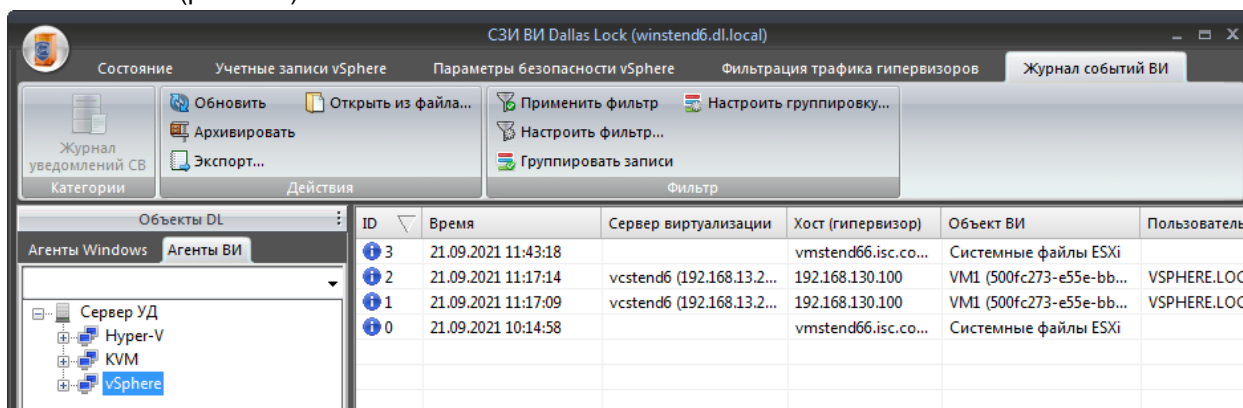 СЗИ ВИ Dallas Lock (winstend6.dl.local)
Состояние Учетные записи vSphere Параметры безопасности vSphere Фильтрация трафика гипервизоров Журнал событий ВИ
Обновить Открыть из файла... Применить фильтр Настроить группировку...
Архивировать Настроить фильтр...
Журнал уведомлений СВ Экспорт... Группировать записи
Категории Действия Фильтр
Объекты DL ID Время Сервер виртуализации Хост (гипервизор) Объект ВИ Пользователь
Агенты Windows Агенты ВИ
3 21.09.2021 11:43:18 vmstend66.isc.co... Системные файлы ESXi
2 21.09.2021 11:17:14 vcstend6 (192.168.13.2... 192.168.130.100 VM1 (500fc273-e55e-bb... VSPHERE.LOC
1 21.09.2021 11:17:09 vcstend6 (192.168.13.2... 192.168.130.100 VM1 (500fc273-e55e-bb... VSPHERE.LOC
0 21.09.2021 10:14:58 vmstend66.isc.co... Системные файлы ESXi
Сервер УД
Hyper-V
KVM
vSphere